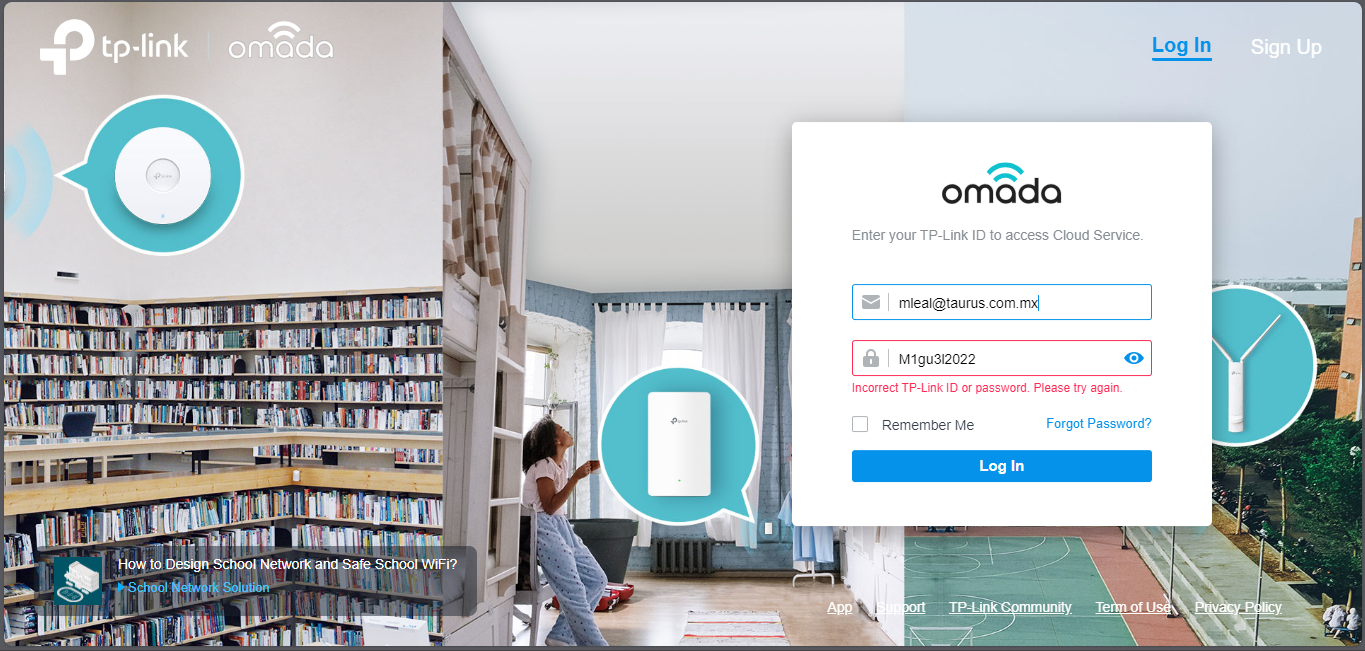 tp-link | omada
Log In
Sign Up
omada
Enter your TP-Link ID to access Cloud Service.
mleal@taurus.com.mx
M1gu3l2022
Incorrect TP-Link ID or password. Please try again.
Remember Me
Forgot Password?
Log In
How to Design School Network and Safe School WiFi?
School Network Solution
App
Support
TP-Link Community
Term of Use
Privacy Policy